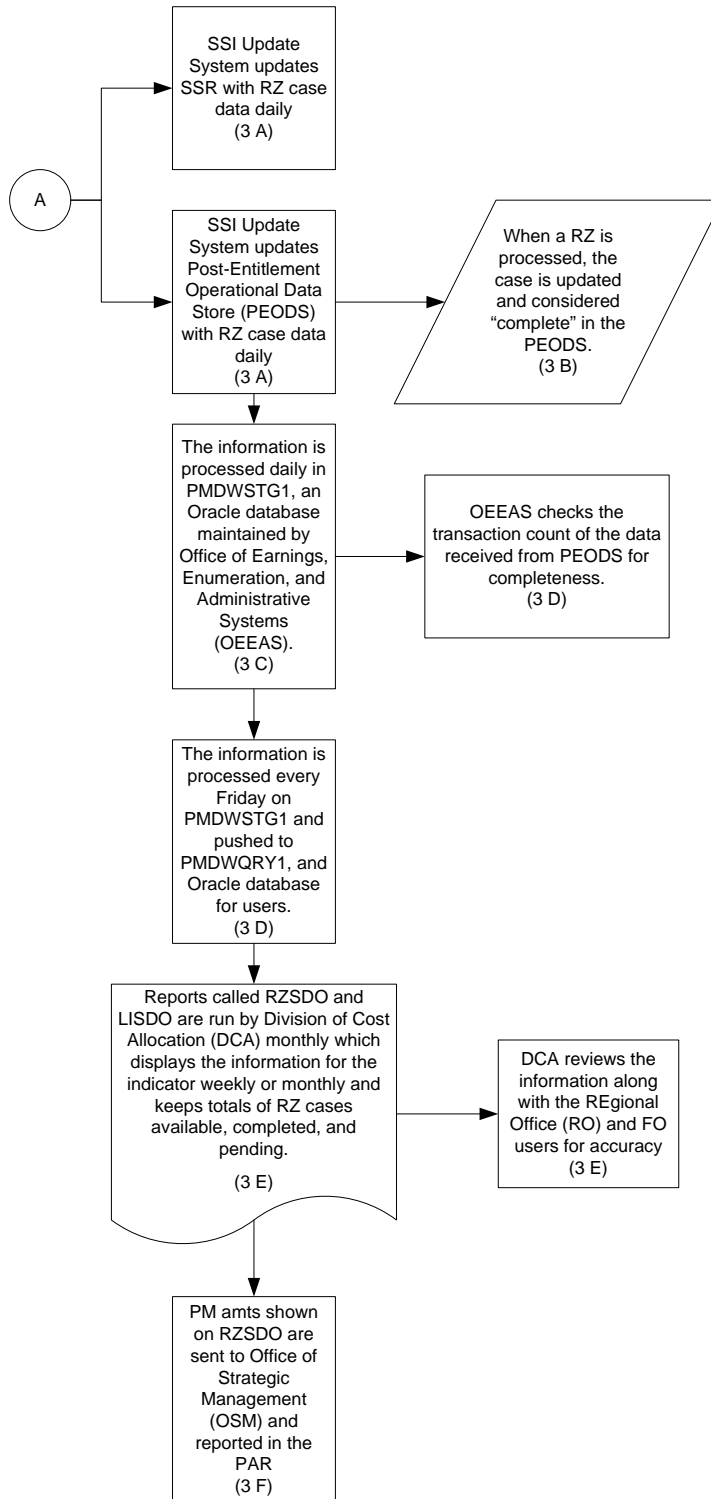 SSI Update
System updates
SSR with RZ case
data daily
(3 A)
A
SSI Update
System updates
Post-Entitlement
Operational Data
Store (PEODS)
with RZ case data
daily
(3 A)
When a RZ is
processed, the
case is updated
and considered
“complete” in the
PEODS.
(3 B)
The information is
processed daily in
PMDWSTG1, an
Oracle database
maintained by
Office of Earnings,
Enumeration, and
Administrative
Systems
(OEEAS).
(3 C)
OEEAS checks the
transaction count of the data
received from PEODS for
completeness.
(3 D)
The information is
processed every
Friday on
PMDWSTG1 and
pushed to
PMDWQRY1, and
Oracle database
for users.
(3 D)
Reports called RZSDO and
LISDO are run by Division of Cost
Allocation (DCA) monthly which
displays the information for the
indicator weekly or monthly and
keeps totals of RZ cases
available, completed, and
pending.
(3 E)
DCA reviews the
information along
with the REgional
Office (RO) and FO
users for accuracy
(3 E)
PM amts shown
on RZSDO are
sent to Office of
Strategic
Management
(OSM) and
reported in the
PAR
(3 F)